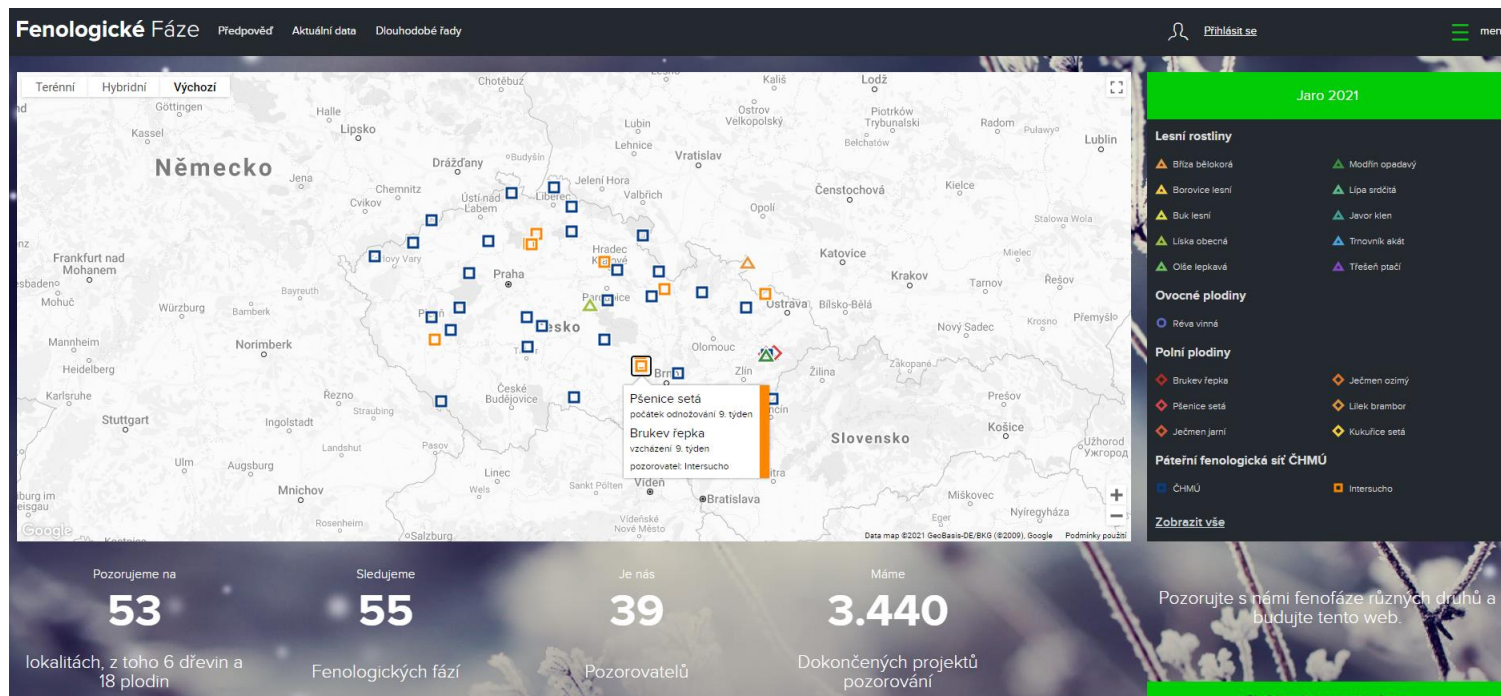 Fenologické Fáze
Předpověď
Aktuální data
Dlouhodobé řady
Přihlásit se
Terénní
Hybridní
Výchozí
Göttingen
Kassel
Halle
Lipsko
Chotěbuz
Kališ
Lodž
Ostrov
Velkopolský
Piotrków
Trybunalski
Radom
Puławy
Lublin
Lubin
Lehnice
Vratislav
Bełchatów
Německo
Jena
Drážďany
Budyšín
Chemnitz
Cvikov
Ústí nad
Labem
Liberec
Jelení Hora
Valbřich
Opolí
Čenstochová
Kielce
Stalowa Wola
Frankfurt nad
Mohanem
Mohuč
Hradec
Katovice
Krakov
Mielec
Tarnov
Řešov
Praha
Bayreuth
Würzburg
Bamberk
Ostrava
Bílsko-Bělá
Nový Sadec
Krosno
Přemyšl
Mannheim
Heidelberg
Norimberk
Olomouc
Zlín
Žilina
Zakopané
Karlsruhe
Stuttgart
Řezno
Straubing
Ingolstadt
České
Budějovice
Prešov
Košice
Užhorod
Ужгород
Slovensko
Landshut
Pasov
Ulm
Augsburg
Mnichov
Linec
Wels
Sankt Pölten
Vídeň
Bratislava
Miškovec
Nyíregyháza
Eger
Rosenheim
Salzburg
Vídeňské
Nové Město
Pšenice setá
počátek odnožování 9. týden
Brukev řepka
vzcházení 9. týden
pozorovatel: Intersucho
Google
Data map ©2021 GeoBasis-DE/BKG (©2009), Google
Podmínky použití
Jaro 2021
Lesní rostliny
Bříza bělokorá
Modřín opadavý
Borovice lesní
Lípa srdčitá
Buk lesní
Javor klen
Líska obecná
Trnovník akát
Olše lepkavá
Třešeň ptačí
Ovocné plodiny
Réva vinná
Polní plodiny
Brukev řepka
Ječmen ozimý
Pšenice setá
Lilek brambor
Ječmen jarní
Kukuřice setá
Páteřní fenologická síť ČHMÚ
ČHMÚ
Intersucho
Zobrazit vše
Pozorujeme na
53
lokalitách, z toho 6 dřevin a
18 plodin
Sledujeme
55
Fenologických fází
Je nás
39
Pozorovatelů
Máme
3.440
Dokončených projektů
pozorování
Pozorujte s námi fenofáze různých druhů a
budujte tento web.